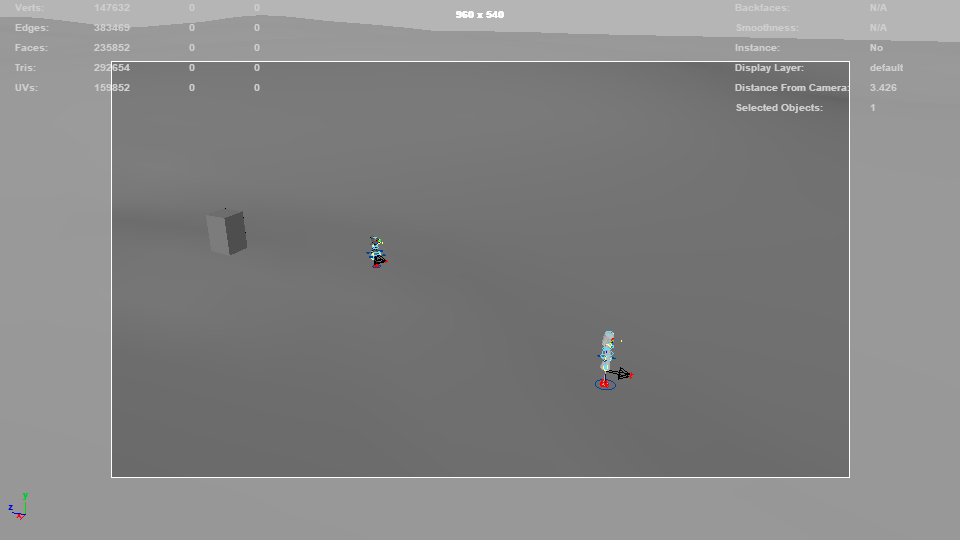 960 x 540
Verts: 147632 0 0
Edges: 383489 0 0
Faces: 235852 0 0
Tris: 292654 0 0
UVs: 159852 0 0
Backfaces: N/A
Smoothness: N/A
Instance: No
Display Layer: default
Distance From Camera: 3.426
Selected Objects: 1
y
z
x